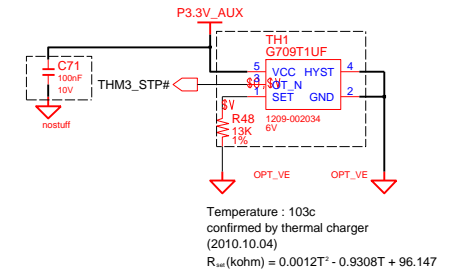 P3.3V_AUX
TH1
G709T1UF
C71
100nF
10V
nostuff
THM3_STP#
5 VCC HYST 4
3 OT_N
1 SET GND 2
$V
R48
13K
1%
1209-002034
6V
OPT_VE OPT_VE
Temperature : 103c
confirmed by thermal charger
(2010.10.04)
Rset(kohm) = 0.0012T² - 0.9308T + 96.147